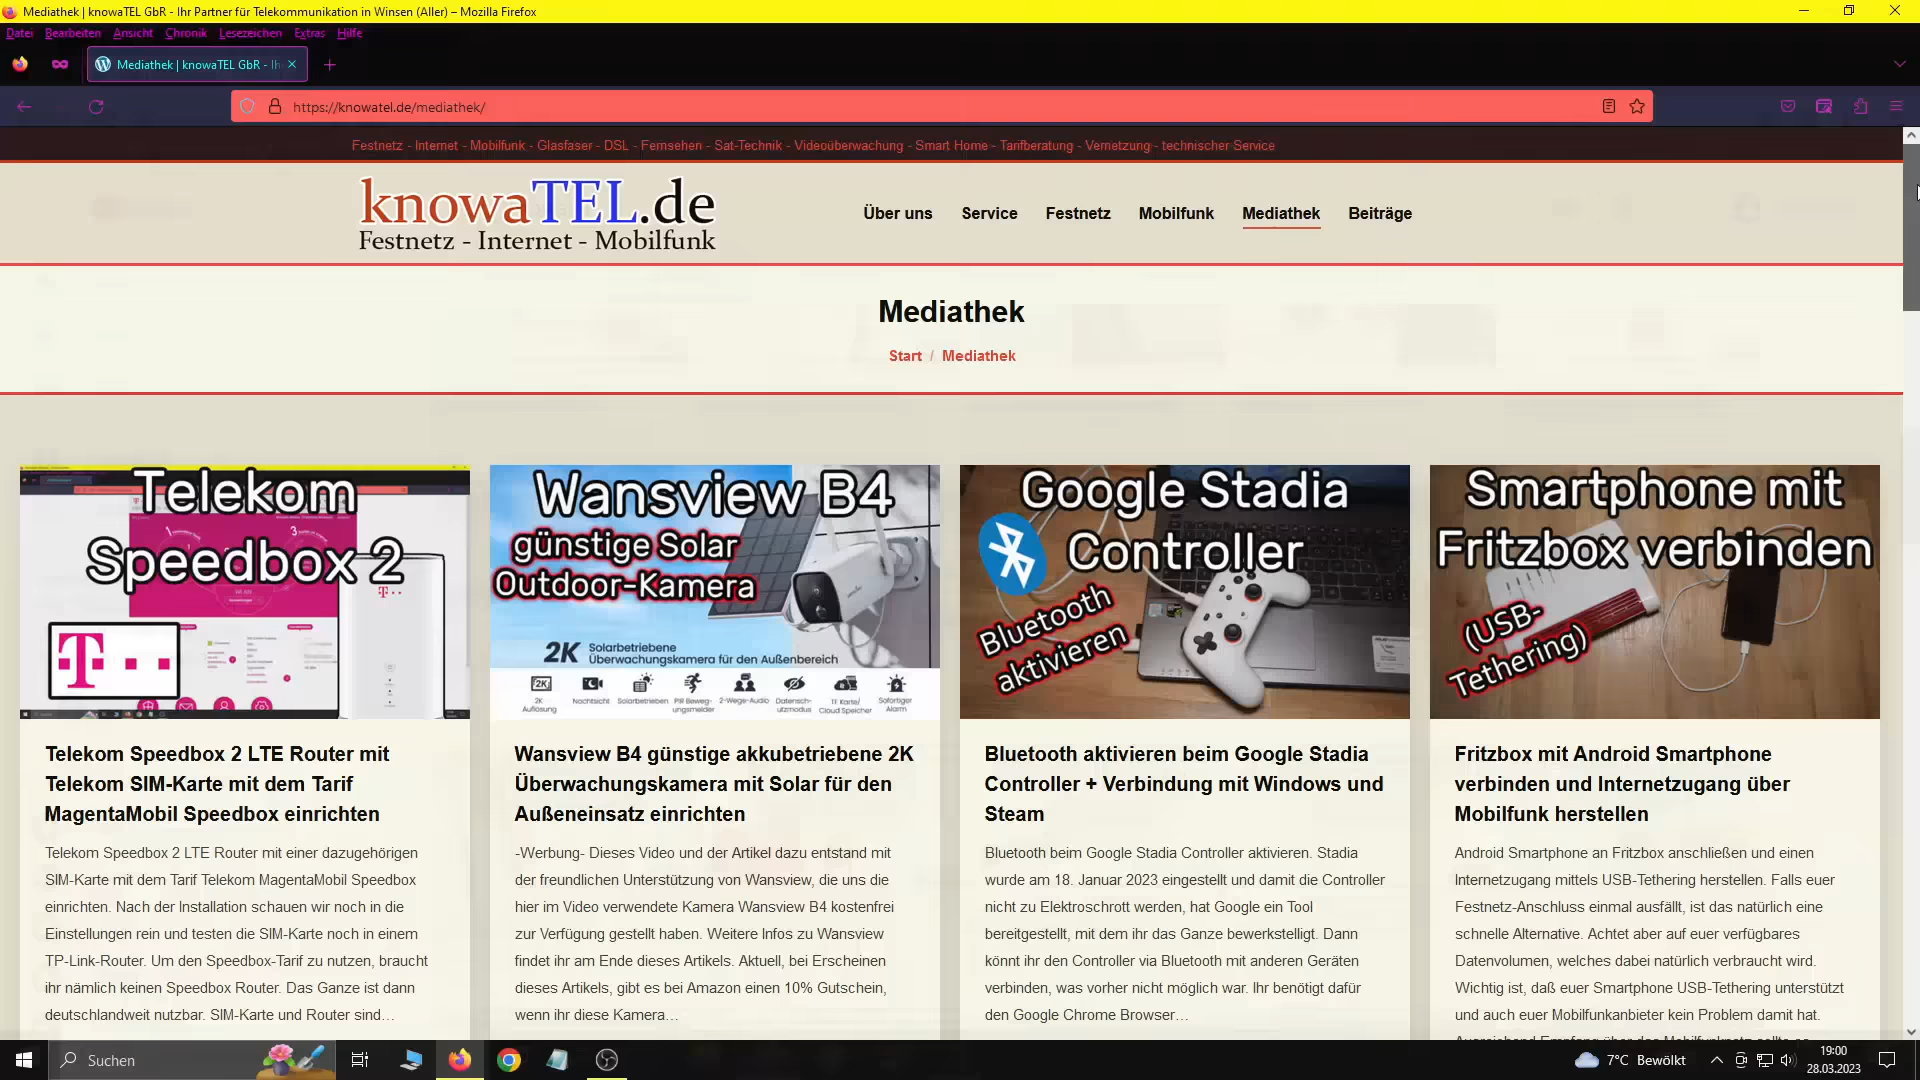 Mediathek | knowaTEL GbR - Ihr Partner für Telekommunikation in Winsen (Aller) – Mozilla Firefox
Datei Bearbeiten Ansicht Chronik Lesezeichen Extras Hilfe
Mediathek | knowaTEL GbR - Ih
https://knowatel.de/mediathek/
Festnetz - Internet - Mobilfunk - Glasfaser - DSL - Fernsehen - Sat-Technik - Videoüberwachung - Smart Home - Tarifberatung - Vernetzung - technischer Service
knowaTEL.de
Festnetz - Internet - Mobilfunk
Über uns Service Festnetz Mobilfunk Mediathek Beiträge
Mediathek
Start / Mediathek
Telekom
Speedbox 2
T
Telekom Speedbox 2 LTE Router mit
Telekom SIM-Karte mit dem Tarif
MagentaMobil Speedbox einrichten
Telekom Speedbox 2 LTE Router mit einer dazugehörigen
SIM-Karte mit dem Tarif Telekom MagentaMobil Speedbox
einrichten. Nach der Installation schauen wir noch in die
Einstellungen rein und testen die SIM-Karte noch in einem
TP-Link-Router. Um den Speedbox-Tarif zu nutzen, braucht
ihr nämlich keinen Speedbox Router. Das Ganze ist dann
deutschlandweit nutzbar. SIM-Karte und Router sind…
Wansview B4
günstige Solar
Outdoor-Kamera
2K Solarbetriebene
Überwachungskamera für den Außenbereich
2K Auflösung
Nachtsicht
Solarbetrieben
PIR Beweg-
ungsmelder
2-Wege-Audio
Datensch-
utzmodus
TF Karte/
Cloud Speicher
Sofortiger
Alarm
Wansview B4 günstige akkubetriebene 2K
Überwachungskamera mit Solar für den
Außeneinsatz einrichten
-Werbung- Dieses Video und der Artikel dazu entstand mit
der freundlichen Unterstützung von Wansview, die uns die
hier im Video verwendete Kamera Wansview B4 kostenfrei
zur Verfügung gestellt haben. Weitere Infos zu Wansview
findet ihr am Ende dieses Artikels. Aktuell, bei Erscheinen
dieses Artikels, gibt es bei Amazon einen 10% Gutschein,
wenn ihr diese Kamera…
Google Stadia
Controller
Bluetooth
aktivieren
Bluetooth aktivieren beim Google Stadia
Controller + Verbindung mit Windows und
Steam
Bluetooth beim Google Stadia Controller aktivieren. Stadia
wurde am 18. Januar 2023 eingestellt und damit die Controller
nicht zu Elektroschrott werden, hat Google ein Tool
bereitgestellt, mit dem ihr das Ganze bewerkstelligt. Dann
könnt ihr den Controller via Bluetooth mit anderen Geräten
verbinden, was vorher nicht möglich war. Ihr benötigt dafür
den Google Chrome Browser…
Smartphone mit
Fritzbox verbinden
(USB-
Tethering)
Fritzbox mit Android Smartphone
verbinden und Internetzugang über
Mobilfunk herstellen
Android Smartphone an Fritzbox anschließen und einen
Internetzugang mittels USB-Tethering herstellen. Falls euer
Festnetz-Anschluss einmal ausfällt, ist das natürlich eine
schnelle Alternative. Achtet aber auf euer verfügbares
Datenvolumen, welches dabei natürlich verbraucht wird.
Wichtig ist, daß euer Smartphone USB-Tethering unterstützt
und auch euer Mobilfunkanbieter kein Problem damit hat.
Suchen
7°C Bewölkt
19:00
28.03.2023